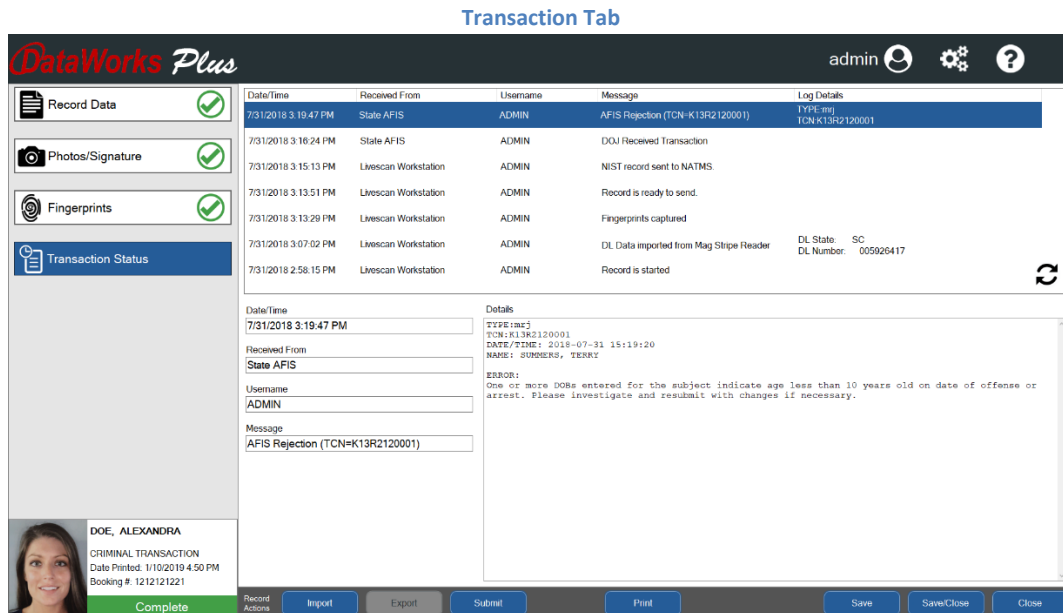 Transaction Tab
DataWorks Plus
admin
?
Record Data
Photos/Signature
Fingerprints
Transaction Status
Date/Time Received From Username Message Log Details
7/31/2018 3:19:47 PM State AFIS ADMIN AFIS Rejection (TCN=K13R2120001) TYPE:mrj
TCN:K13R2120001
7/31/2018 3:16:24 PM State AFIS ADMIN DOJ Received Transaction
7/31/2018 3:15:13 PM Livescan Workstation ADMIN NIST record sent to NATMS.
7/31/2018 3:13:51 PM Livescan Workstation ADMIN Record is ready to send.
7/31/2018 3:13:29 PM Livescan Workstation ADMIN Fingerprints captured
7/31/2018 3:07:02 PM Livescan Workstation ADMIN DL Data imported from Mag Stripe Reader DL State: SC
DL Number: 005926417
7/31/2018 2:58:15 PM Livescan Workstation ADMIN Record is started
Date/Time
7/31/2018 3:19:47 PM
Received From
State AFIS
Username
ADMIN
Message
AFIS Rejection (TCN=K13R2120001)
Details
TYPE:mrj
TCN:K13R2120001
DATE/TIME: 2018-07-31 15:19:20
NAME: SUMMERS, TERRY
ERROR:
One or more DOBs entered for the subject indicate age less than 10 years old on date of offense or
arrest. Please investigate and resubmit with changes if necessary.
DOE, ALEXANDRA
CRIMINAL TRANSACTION
Date Printed: 1/10/2019 4:50 PM
Booking #: 1212121221
Complete
Record
Actions
Import Export Submit Print Save Save/Close Close